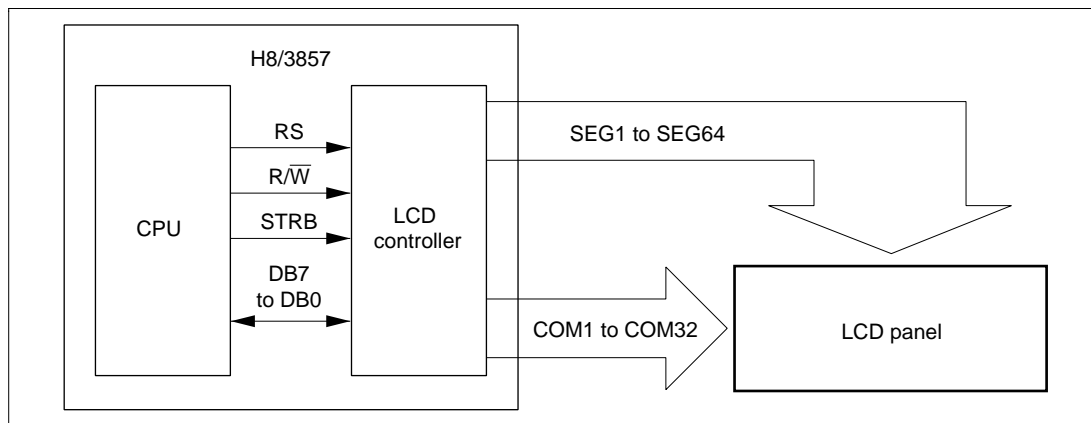 H8/3857
CPU
RS
R/W̅
STRB
DB7
to DB0
LCD
controller
SEG1 to SEG64
COM1 to COM32
LCD panel